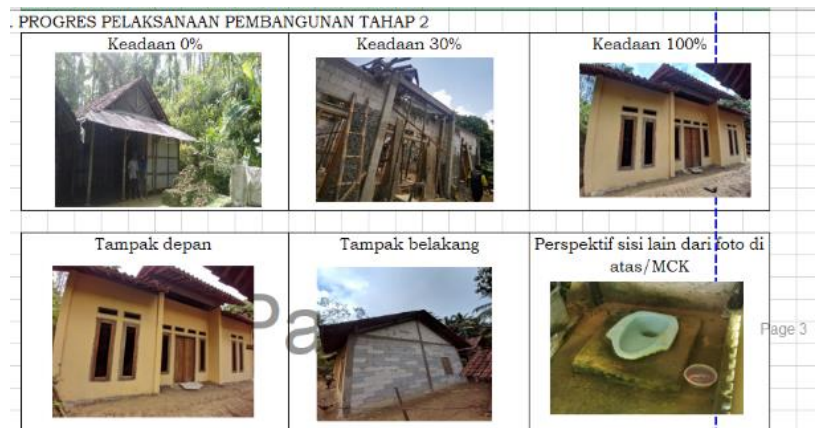 . PROGRES PELAKSANAAN PEMBANGUNAN TAHAP 2
Keadaan 0%
Keadaan 30%
Keadaan 100%
Tampak depan
Tampak belakang
Perspektif sisi lain dari foto di
atas/MCK
Pa
Page 3